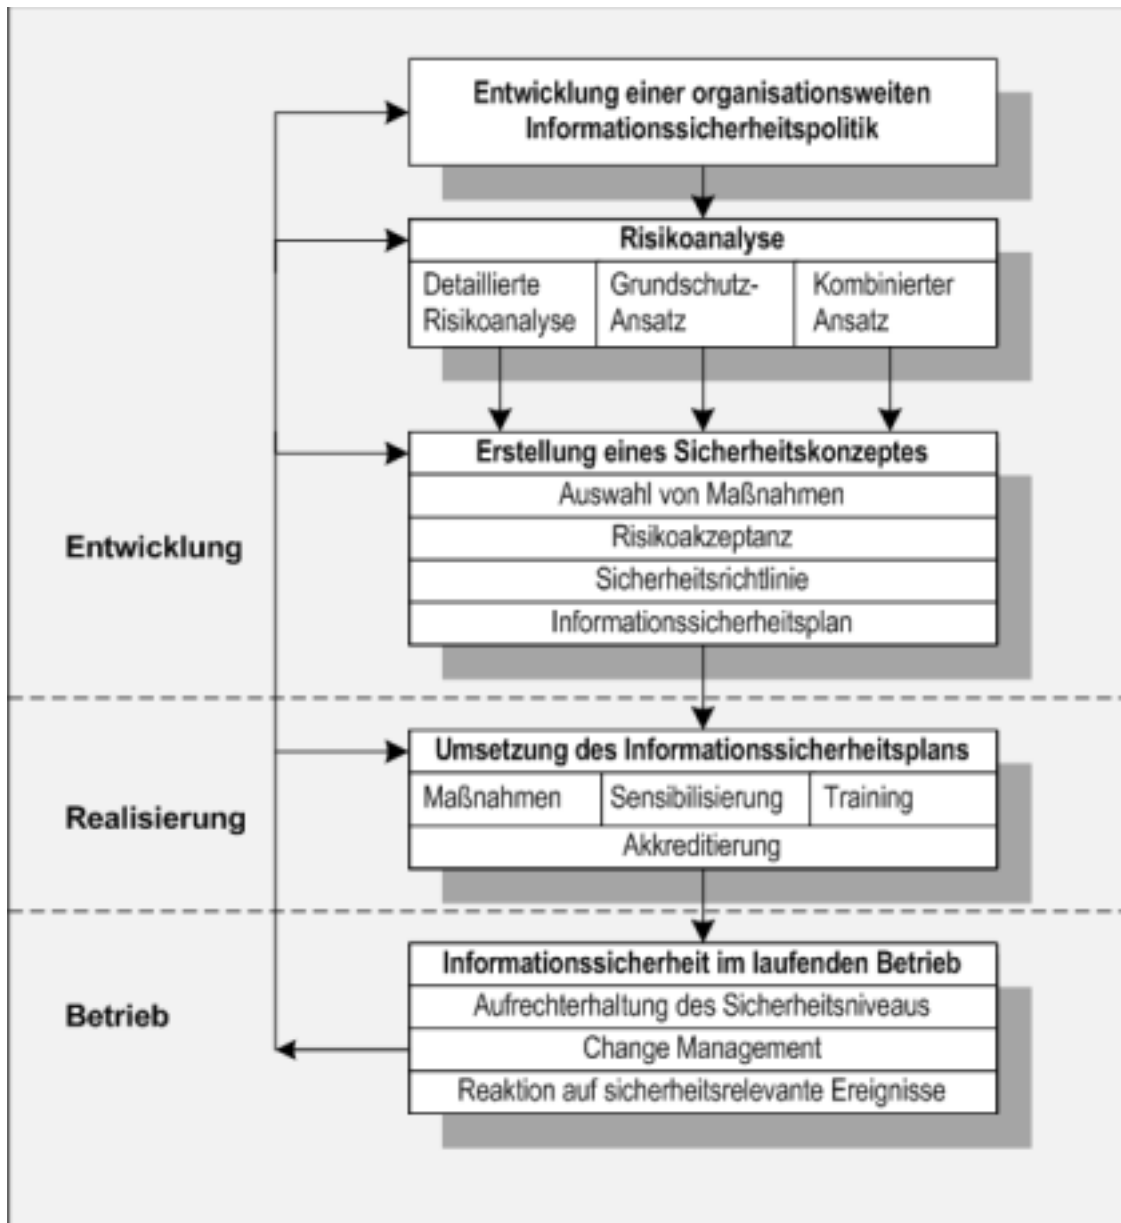 Entwicklung einer organisationsweiten
Informationssicherheitspolitik
Risikoanalyse
Detaillierte
Risikoanalyse
Grundschutz-
Ansatz
Kombinierter
Ansatz
Erstellung eines Sicherheitskonzeptes
Auswahl von Maßnahmen
Risikoakzeptanz
Sicherheitsrichtlinie
Informationssicherheitsplan
Entwicklung
Umsetzung des Informationssicherheitsplans
Maßnahmen
Sensibilisierung
Training
Akkreditierung
Realisierung
Informationssicherheit im laufenden Betrieb
Aufrechterhaltung des Sicherheitsniveaus
Change Management
Reaktion auf sicherheitsrelevante Ereignisse
Betrieb